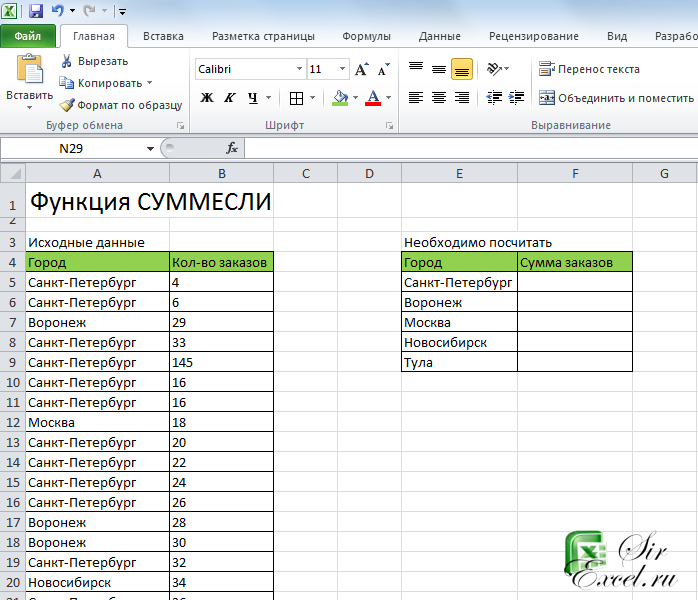 Файл Главная Вставка Разметка страницы Формулы Данные Рецензирование Вид Разрабо
Вставить
Вырезать
Копировать
Формат по образцу
Буфер обмена
Calibri 11 A A
Ж К Ч A
Шрифт
Перенос текста
Объединить и поместить
Выравнивание
N29 fx
A B C D E F G
1 Функция СУММЕСЛИ
2
3 Исходные данные Необходимо посчитать
4 Город Кол-во заказов Город Сумма заказов
5 Санкт-Петербург 4 Санкт-Петербург
6 Санкт-Петербург 6 Воронеж
7 Воронеж 29 Москва
8 Санкт-Петербург 33 Новосибирск
9 Санкт-Петербург 145 Тула
10 Санкт-Петербург 16
11 Санкт-Петербург 16
12 Москва 18
13 Санкт-Петербург 20
14 Санкт-Петербург 22
15 Санкт-Петербург 24
16 Санкт-Петербург 26
17 Воронеж 28
18 Воронеж 30
19 Санкт-Петербург 32
20 Новосибирск 34
Sir
Excel.ru